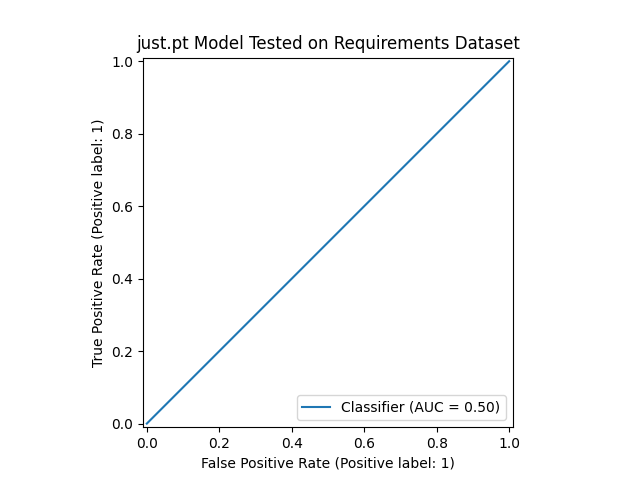 just.pt Model Tested on Requirements Dataset
True Positive Rate (Positive label: 1)
1.0
0.8
0.6
0.4
0.2
0.0
Classifier (AUC = 0.50)
0.0 0.2 0.4 0.6 0.8 1.0
False Positive Rate (Positive label: 1)